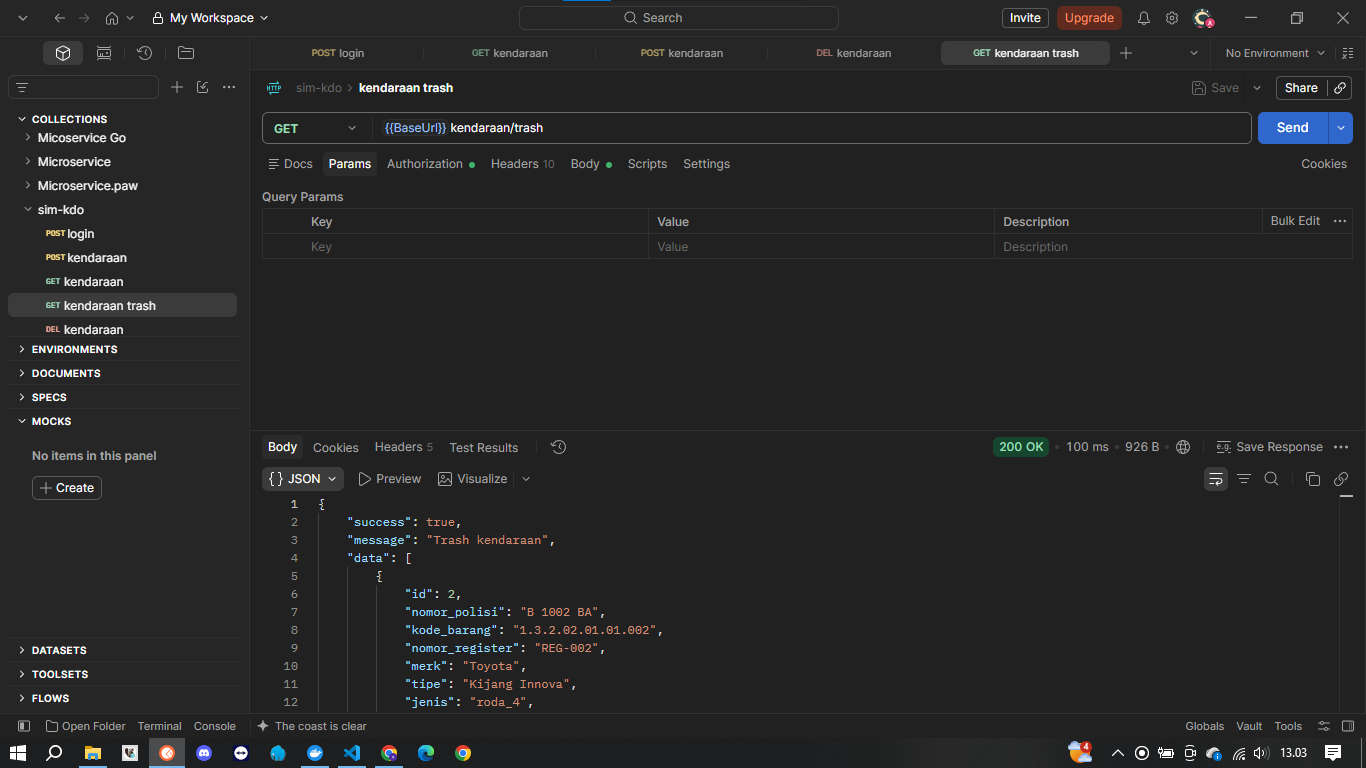 My Workspace
Search
Invite
Upgrade
POST login
GET kendaraan
POST kendaraan
DEL kendaraan
GET kendaraan trash
No Environment
HTTP sim-kdo > kendaraan trash
Save
Share
COLLECTIONS
Micoservice Go
Microservice
Microservice.paw
sim-kdo
POST login
POST kendaraan
GET kendaraan
GET kendaraan trash
DEL kendaraan
ENVIRONMENTS
DOCUMENTS
SPECS
MOCKS
No items in this panel
Create
DATASETS
TOOLSETS
FLOWS
GET
{{BaseUrl}} kendaraan/trash
Send
Docs
Params
Authorization
Headers 10
Body
Scripts
Settings
Cookies
Query Params
Key Value Description Bulk Edit
Key Value Description
Body
Cookies
Headers 5
Test Results
200 OK
100 ms
926 B
e.g. Save Response
{} JSON
Preview
Visualize
1 {
2 "success": true,
3 "message": "Trash kendaraan",
4 "data": [
5 {
6 "id": 2,
7 "nomor_polisi": "B 1002 BA",
8 "kode_barang": "1.3.2.02.01.01.002",
9 "nomor_register": "REG-002",
10 "merk": "Toyota",
11 "tipe": "Kijang Innova",
12 "jenis": "roda_4",
Open Folder
Terminal
Console
The coast is clear
Globals
Vault
Tools
4
13.03